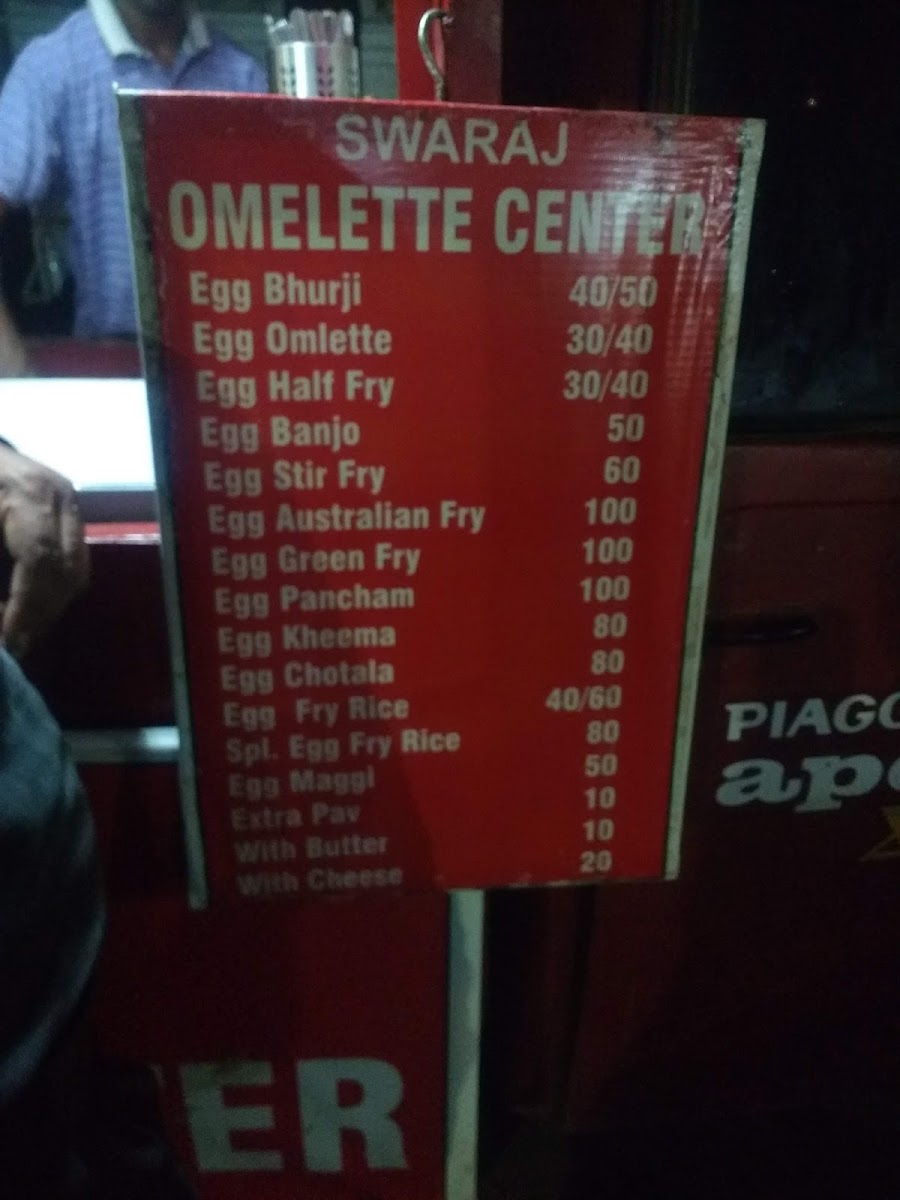 SWARAJ
OMELETTE CENTER
Egg Bhurji 40/50
Egg Omlette 30/40
Egg Half Fry 30/40
Egg Banjo 50
Egg Stir Fry 60
Egg Australian Fry 100
Egg Green Fry 100
Egg Pancham 100
Egg Kheema 80
Egg Chotala 80
Egg Fry Rice 40/60
Spl. Egg Fry Rice 80
Egg Maggi 50
Extra Pav 10
With Butter 10
With Cheese 20
PIAGG
ape
ER